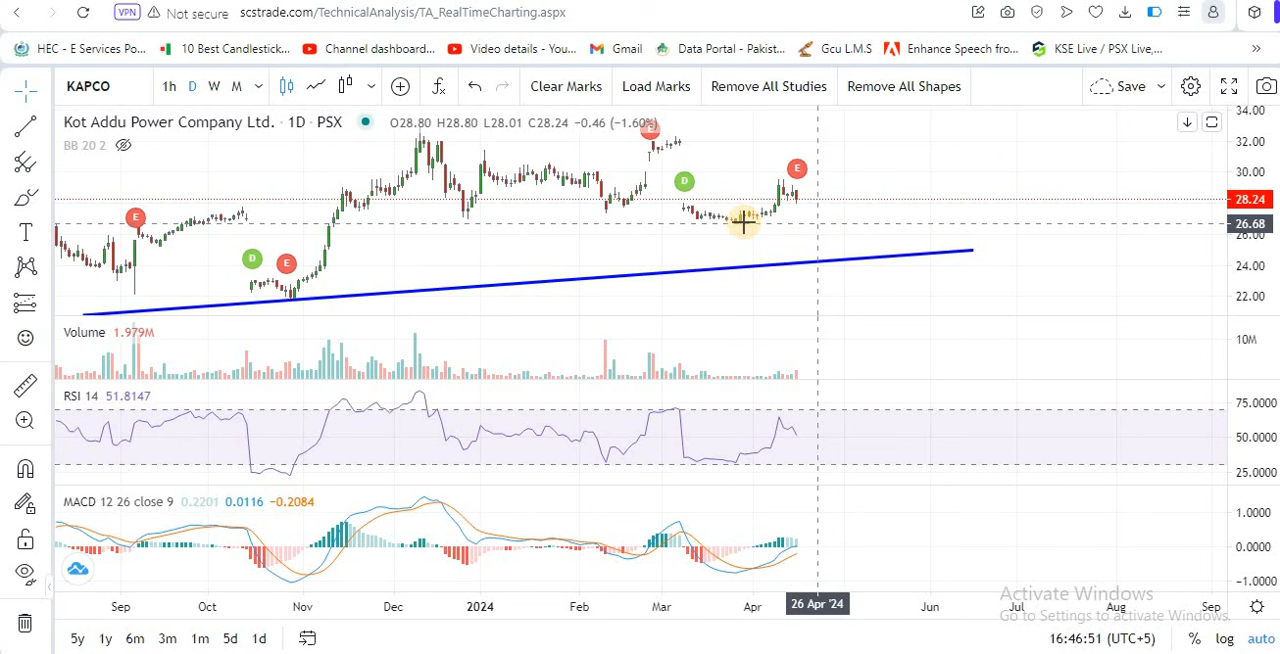 VPN Not secure scstrade.com/TechnicalAnalysis/TA_RealTimeCharting.aspx
HEC - E Services Po... 10 Best Candlestick... Channel dashboard... Video details - You... Gmail Data Portal - Pakist... Gcu L.M.S Enhance Speech fro... KSE Live / PSX Live,... »
KAPCO 1h D W M Clear Marks Load Marks Remove All Studies Remove All Shapes Save
Kot Addu Power Company Ltd. · 1D · PSX O28.80 H28.80 L28.01 C28.24 −0.46 (−1.60%)
BB 20 2
34.00
32.00
30.00
28.24
26.68
26.00
24.00
22.00
E
D
E
E
D
E
Volume 1.979M
10M
RSI 14 51.8147
75.0000
50.0000
25.0000
MACD 12 26 close 9 0.2201 0.0116 −0.2084
1.0000
0.0000
−1.0000
Sep Oct Nov Dec 2024 Feb Mar Apr 26 Apr '24 Jun Jul Aug Sep
Activate Windows
Go to Settings to activate Windows.
5y 1y 6m 3m 1m 5d 1d 16:46:51 (UTC+5) % log auto